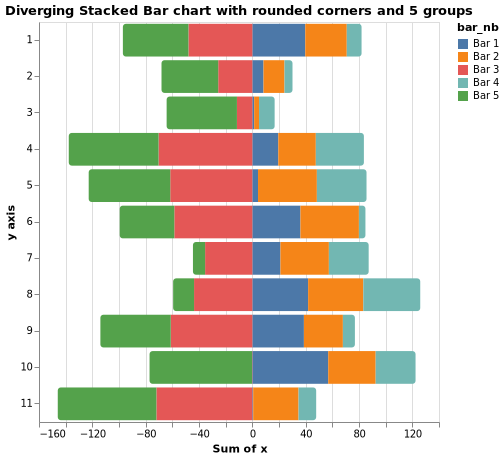 Diverging Stacked Bar chart with rounded corners and 5 groups
bar_nb
Bar 1
Bar 2
Bar 3
Bar 4
Bar 5
y axis
1
2
3
4
5
6
7
8
9
10
11
−160 −120 −80 −40 0 40 80 120
Sum of x